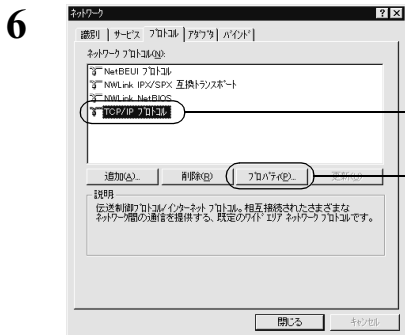 6
ネットワーク
識別 サービス プロトコル アダプタ バインド
ネットワーク プロトコル(N):
NetBEUI プロトコル
NWLink IPX/SPX 互換トランスポート
NWLink NetBIOS
TCP/IP プロトコル
追加(A)... 削除(R) プロパティ(P)... 更新(U)
説明
伝送制御プロトコル/インターネット プロトコル。相互接続されたさまざまな
ネットワーク間の通信を提供する、既定のワイド エリア ネットワーク プロトコルです。
閉じる キャンセル